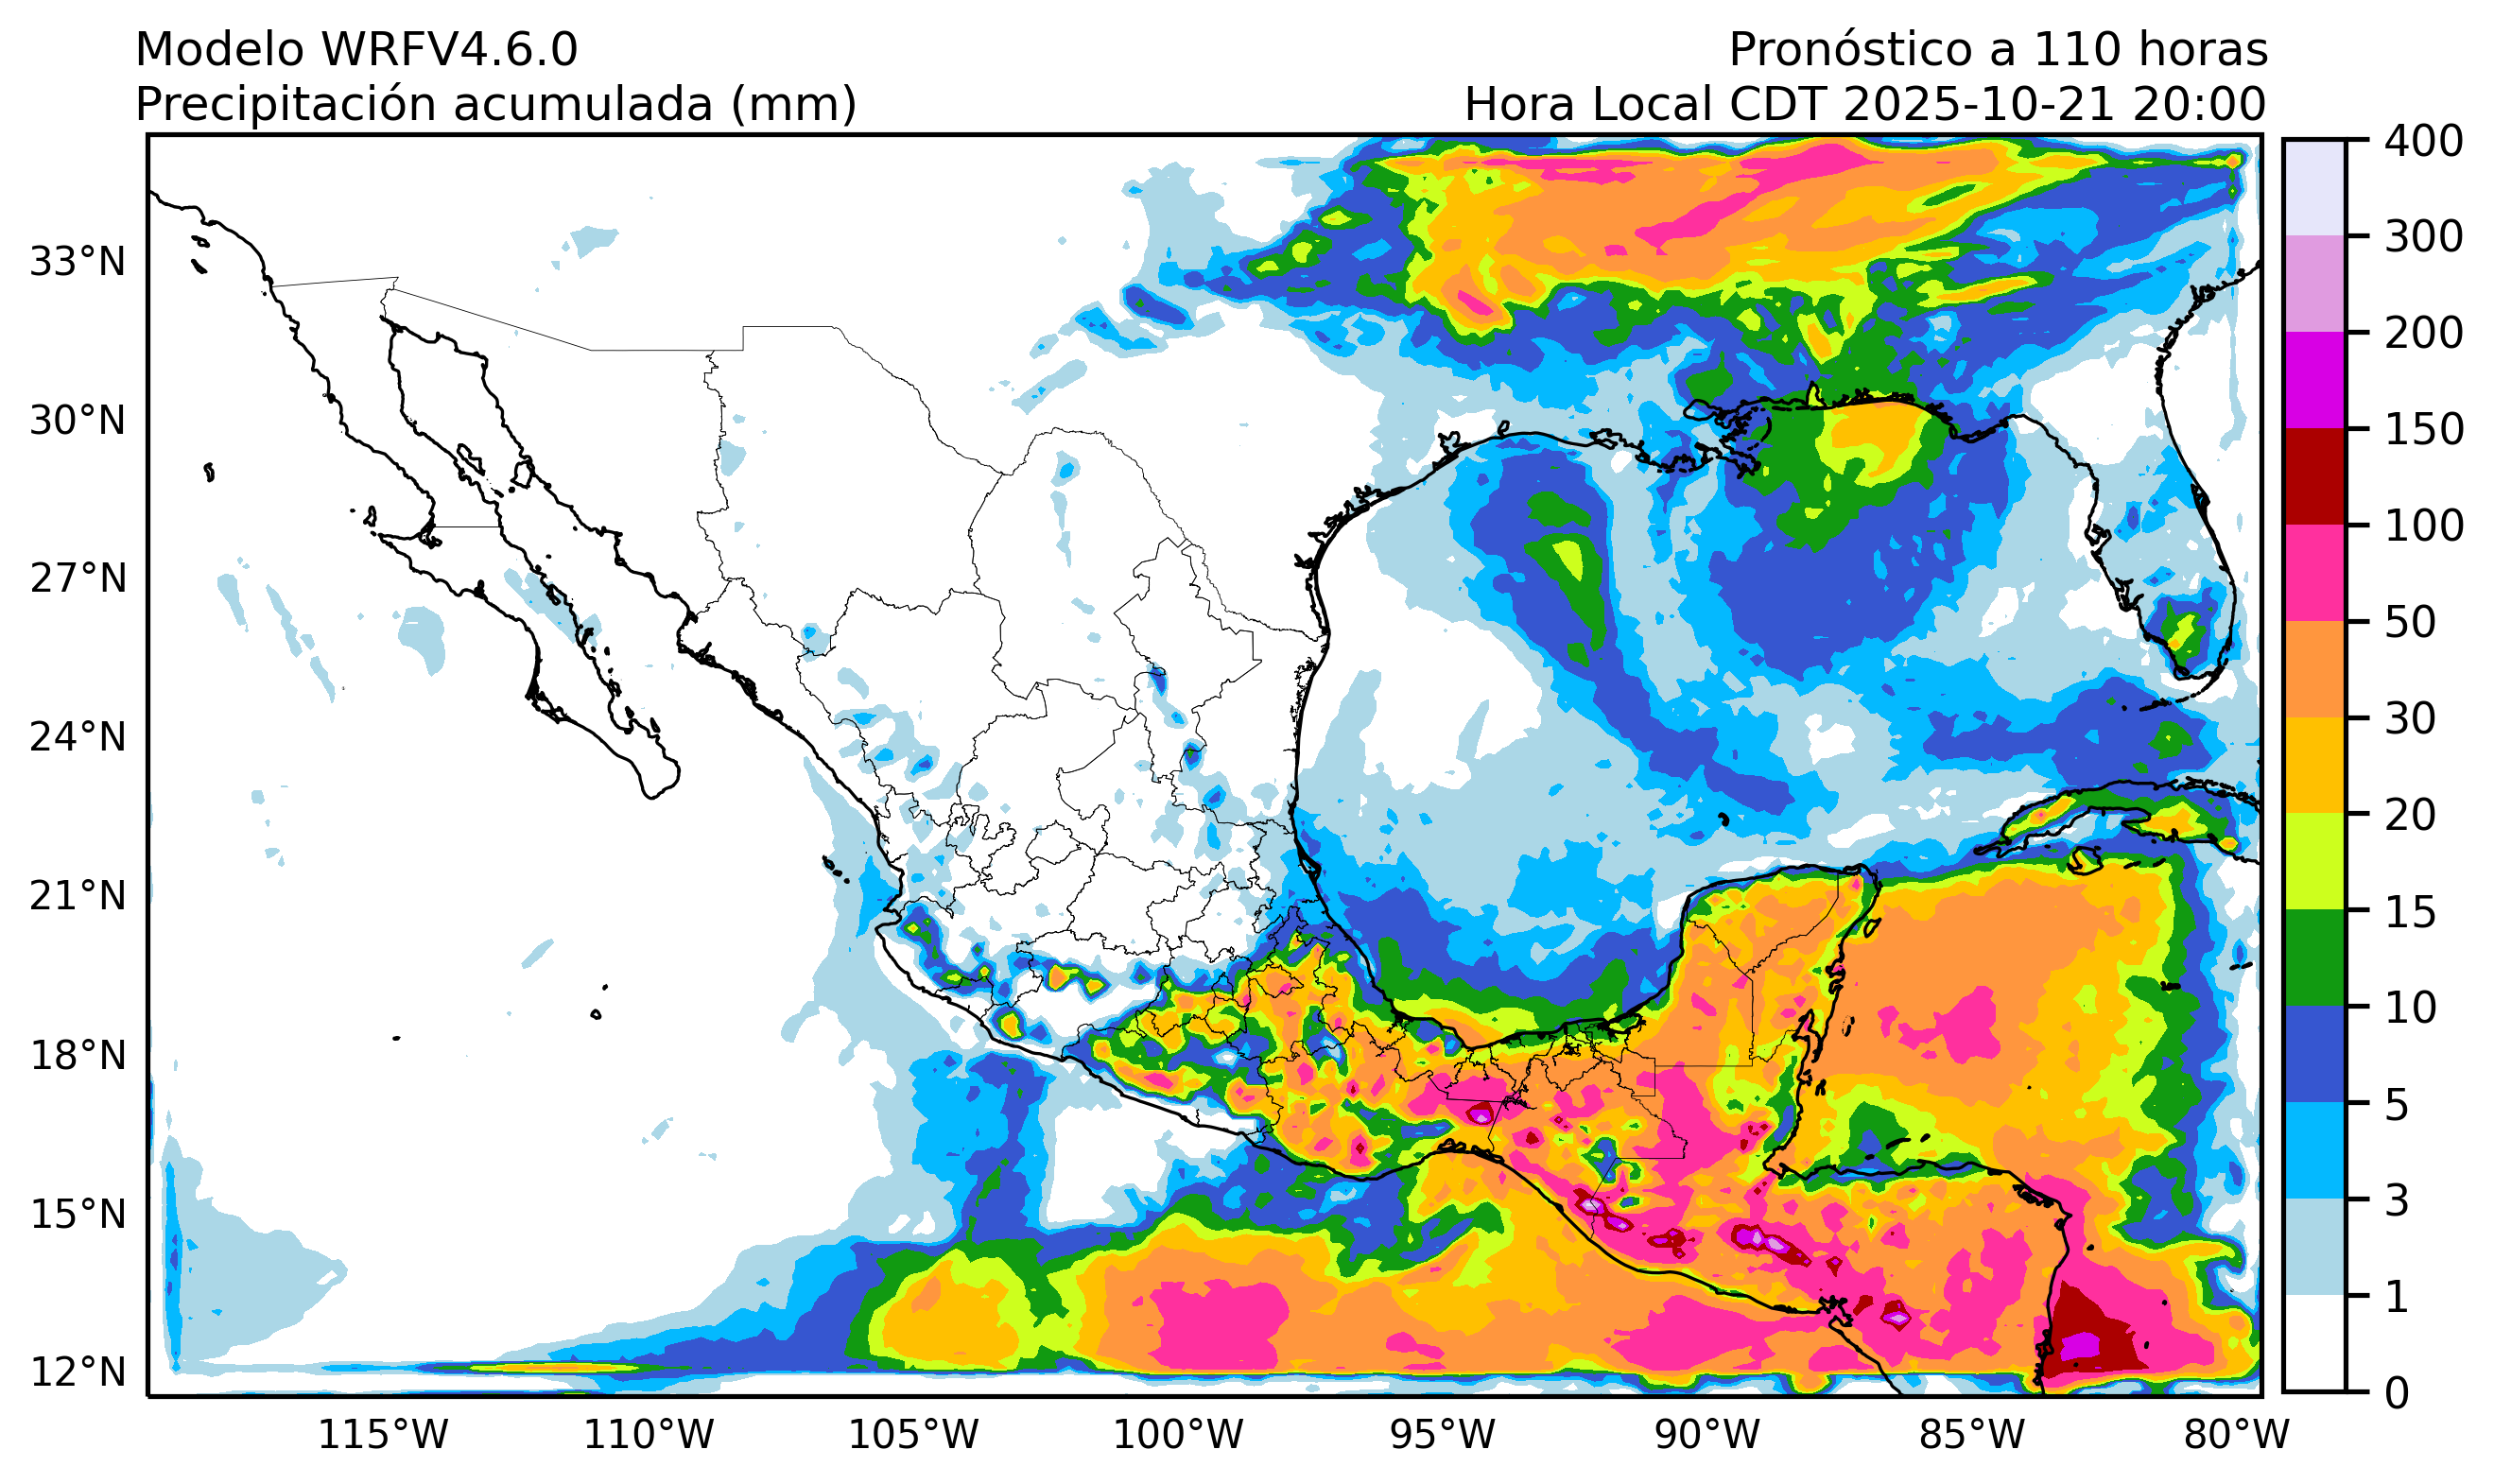 Modelo WRFV4.6.0
Pronóstico a 110 horas
Precipitación acumulada (mm)
Hora Local CDT 2025-10-21 20:00
33°N
30°N
27°N
24°N
21°N
18°N
15°N
12°N
115°W
110°W
105°W
100°W
95°W
90°W
85°W
80°W
400
300
200
150
100
50
30
20
15
10
5
3
1
0